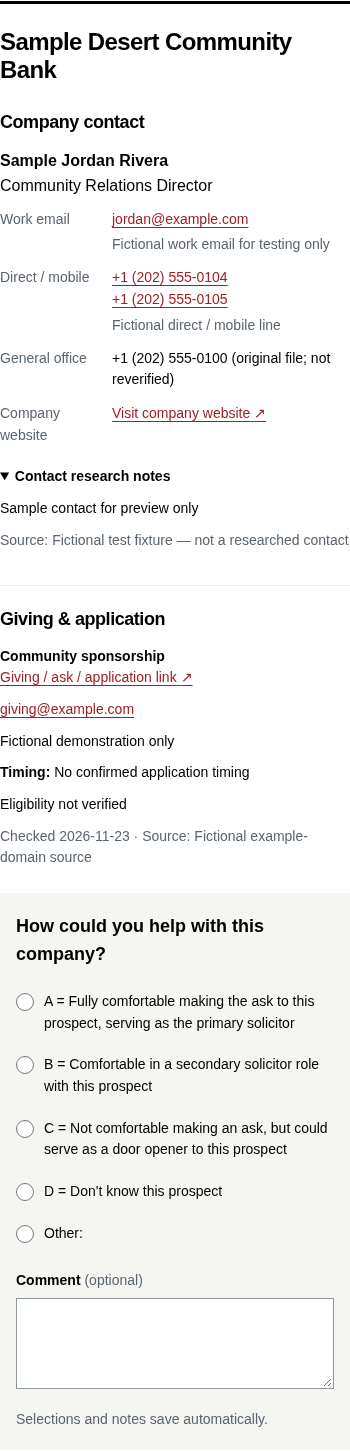 Sample Desert Community
Bank
Company contact
Sample Jordan Rivera
Community Relations Director
Work email jordan@example.com
Fictional work email for testing only
Direct / mobile +1 (202) 555-0104
+1 (202) 555-0105
Fictional direct / mobile line
General office +1 (202) 555-0100 (original file; not
reverified)
Company Visit company website ↗
website
▼ Contact research notes
Sample contact for preview only
Source: Fictional test fixture — not a researched contact
Giving & application
Community sponsorship
Giving / ask / application link ↗
giving@example.com
Fictional demonstration only
Timing: No confirmed application timing
Eligibility not verified
Checked 2026-11-23 · Source: Fictional example-
domain source
How could you help with this
company?
A = Fully comfortable making the ask to this
prospect, serving as the primary solicitor
B = Comfortable in a secondary solicitor role
with this prospect
C = Not comfortable making an ask, but could
serve as a door opener to this prospect
D = Don't know this prospect
Other:
Comment (optional)
Selections and notes save automatically.